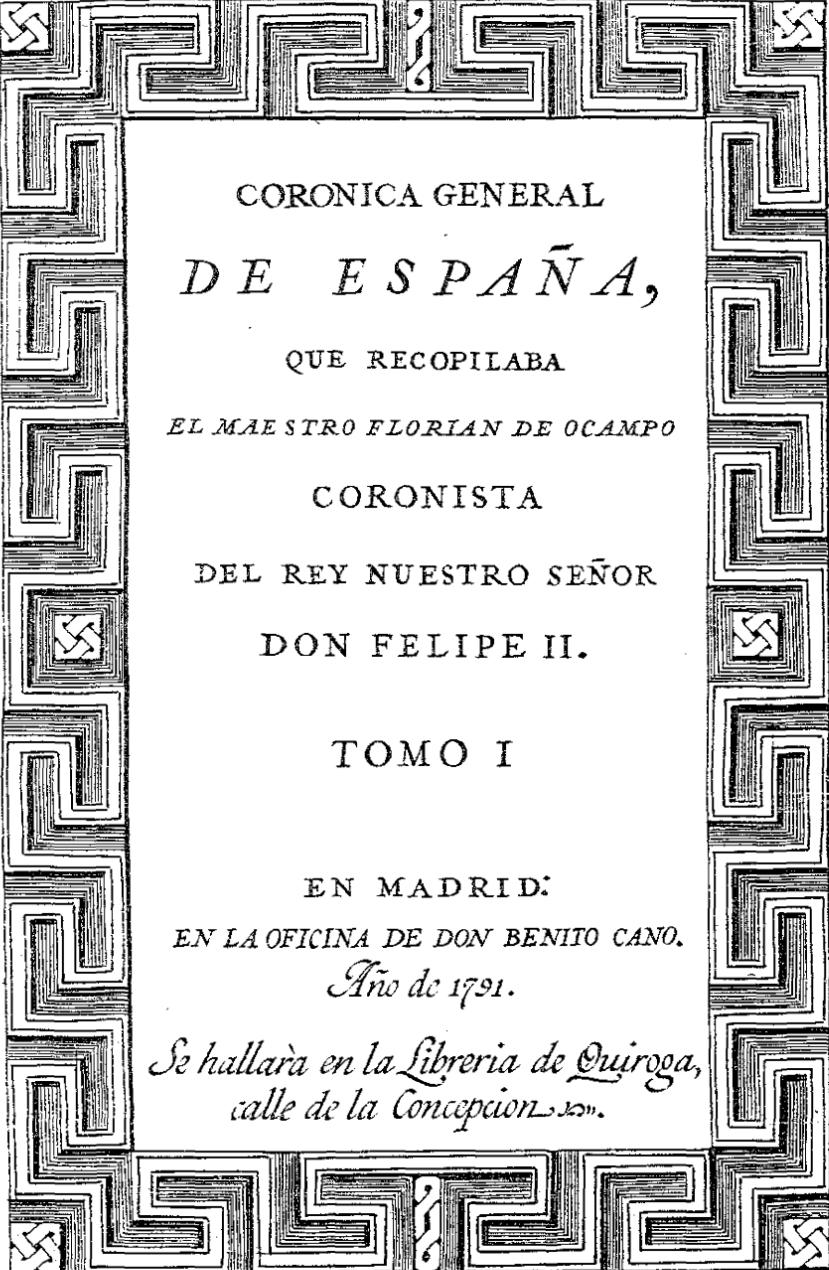 CORONICA GENERAL
DE ESPAÑA,
QUE RECOPILABA
EL MAESTRO FLORIAN DE OCAMPO
CORONISTA
DEL REY NUESTRO SEÑOR
DON FELIPE II.
TOMO I
EN MADRID:
EN LA OFICINA DE DON BENITO CANO.
Año de 1791.
Se hallarà en la Libreria de Quiroga,
calle de la Concepcion